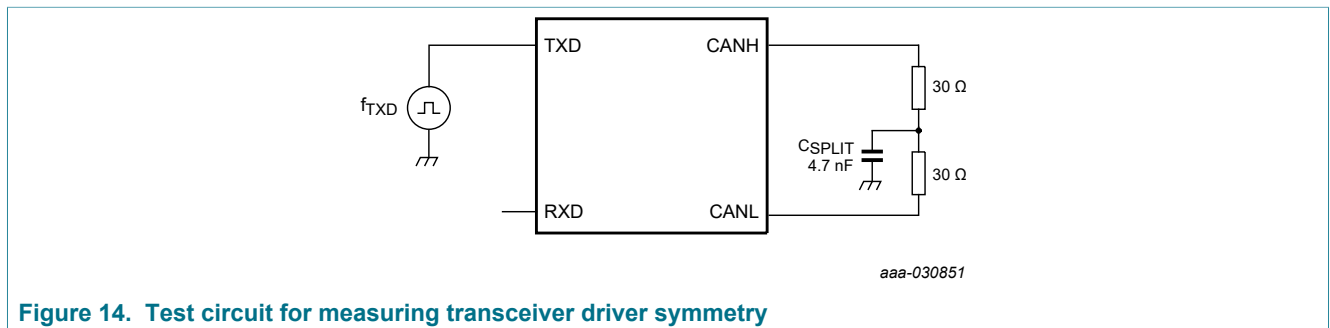 TXD
CANH
30 Ω
fTXD
CSPLIT
4.7 nF
30 Ω
RXD
CANL
aaa-030851
Figure 14. Test circuit for measuring transceiver driver symmetry